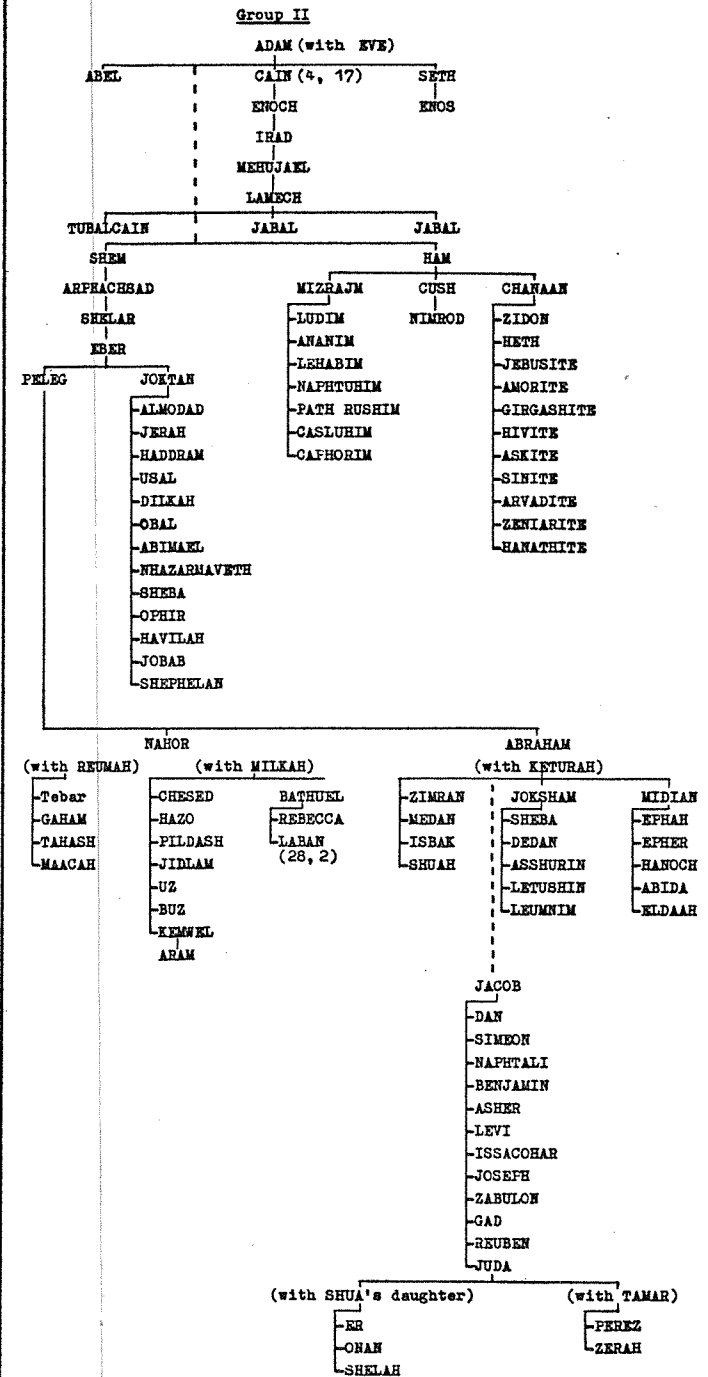 Group II
ADAM (with EVE)
ABEL CAIN (4, 17) SETH
ENOCH ENOS
IRAD
MEHUJAEL
LAMECH
TUBALCAIN JABAL JABAL
SHEM HAM
ARPHACHSAD MIZRAJM CUSH CHANAAN
SHELAR LUDIM NIMROD ZIDON
EBER ANANIM HETH
PELEG JOKTAN LEHABIM JEBUSITE
ALMODAD NAPHTUHIM AMORITE
JERAH PATH RUSHIM GIRGASHITE
HADDRAM CASLUHIM HIVITE
USAL CAPHORIM ASKITE
DILKAH SINITE
OBAL ARVADITE
ABIMAEL ZENIARITE
NHAZARMAVETH HANATHITE
SHEBA
OPHIR
HAVILAH
JOBAB
SHEPHELAN
NAHOR ABRAHAM
(with REUMAH) (with MILKAH) (with KETURAH)
Tebar CHESED BATHUEL ZIMRAN JOKSHAM MIDIAN
GAHAM HAZO REBECCA MEDAN SHEBA EPHAH
TAHASH PILDASH LABAN ISBAK DEDAN EPHER
MAACAH JIDLAM (28, 2) SHUAH ASSHURIN HANOCH
UZ LETUSHIN ABIDA
BUZ LEUMNIM ELDAAH
KEMWEL
ARAM
JACOB
DAN
SIMEON
NAPHTALI
BENJAMIN
ASHER
LEVI
ISSACOHAR
JOSEPH
ZABULON
GAD
REUBEN
JUDA
(with SHUA's daughter) (with TAMAR)
ER PEREZ
ONAN ZERAH
SHELAH